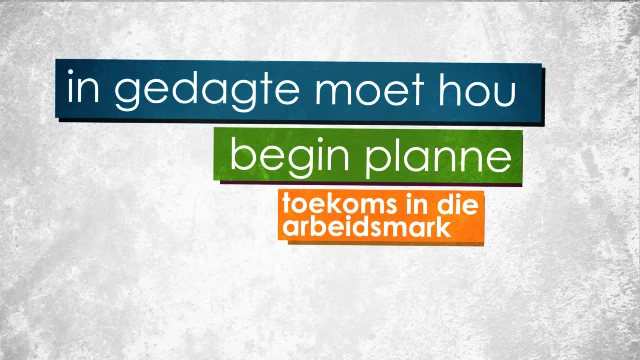 in gedagte moet hou
begin planne
toekoms in die
arbeidsmark